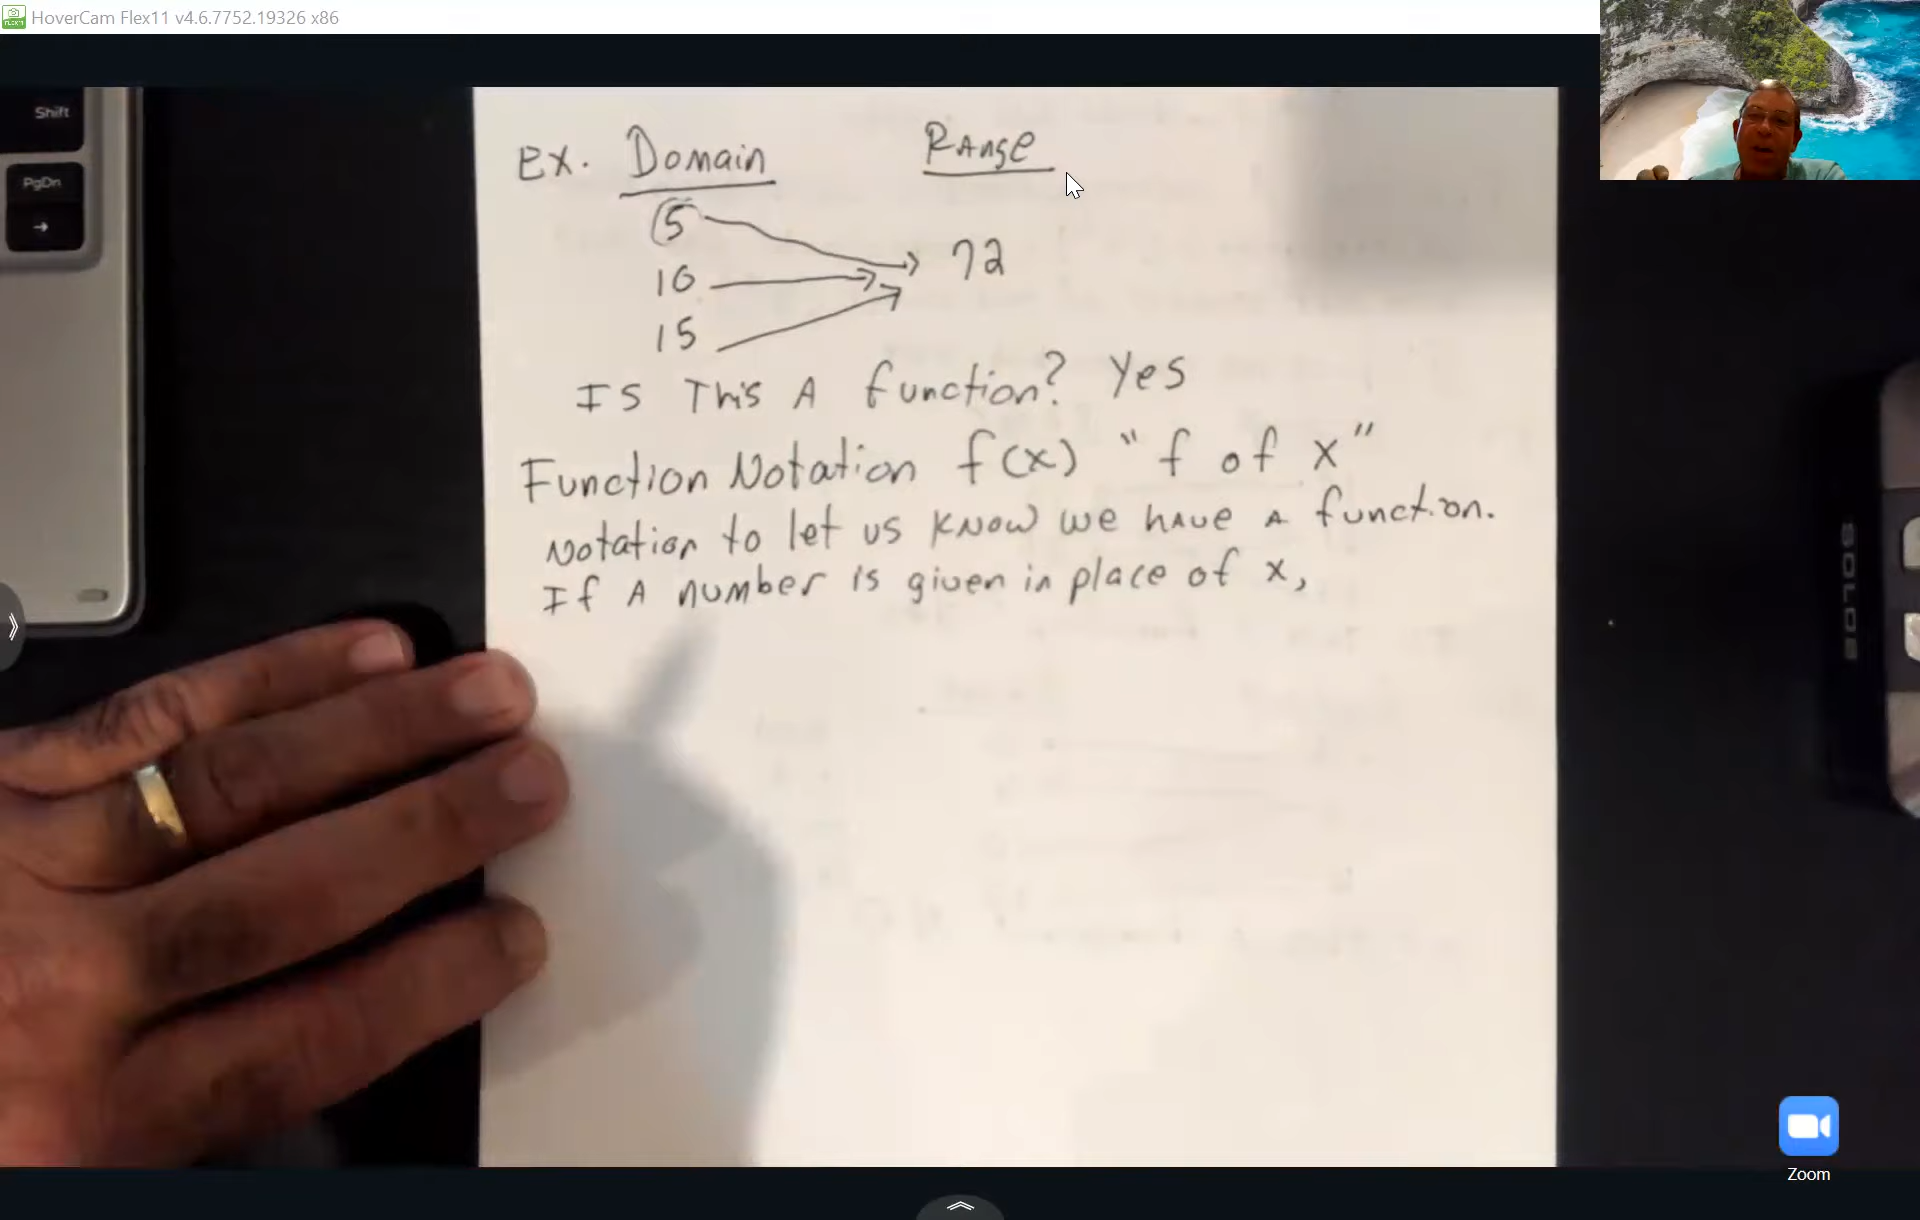 HoverCam Flex11 v4.6.7752.19326 x86
Shift
PgDn
Ex. Domain Range
5
10 72
15
Is This A function? Yes
Function Notation f(x) "f of x"
Notation to let us know we have a function.
If A number is given in place of x,
Zoom